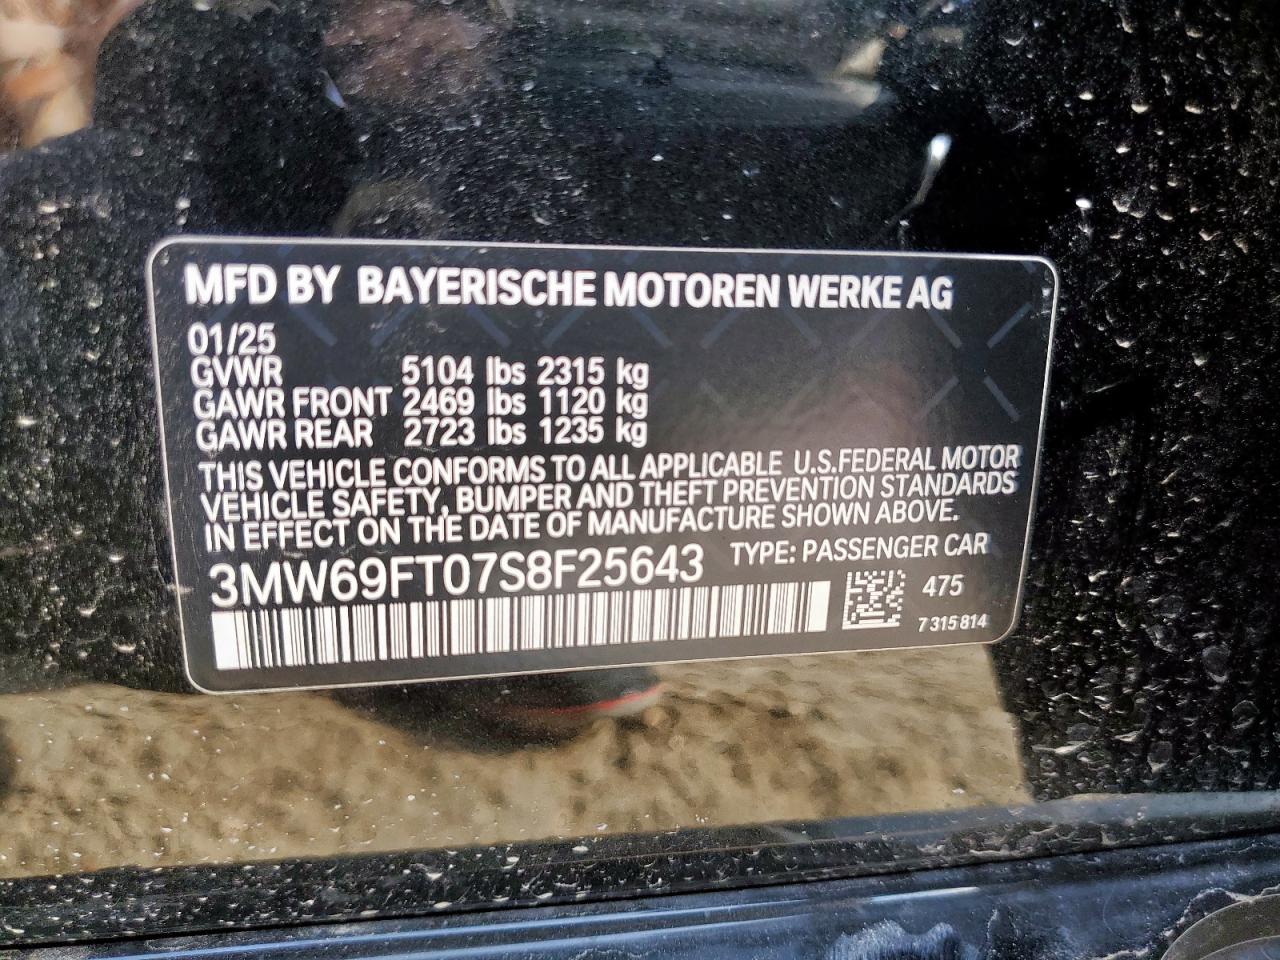 MFD BY BAYERISCHE MOTOREN WERKE AG
01/25
GVWR 5104 lbs 2315 kg
GAWR FRONT 2469 lbs 1120 kg
GAWR REAR 2723 lbs 1235 kg
THIS VEHICLE CONFORMS TO ALL APPLICABLE U.S.FEDERAL MOTOR
VEHICLE SAFETY, BUMPER AND THEFT PREVENTION STANDARDS
IN EFFECT ON THE DATE OF MANUFACTURE SHOWN ABOVE.
3MW69FT07S8F25643 TYPE: PASSENGER CAR
475
7 315 814